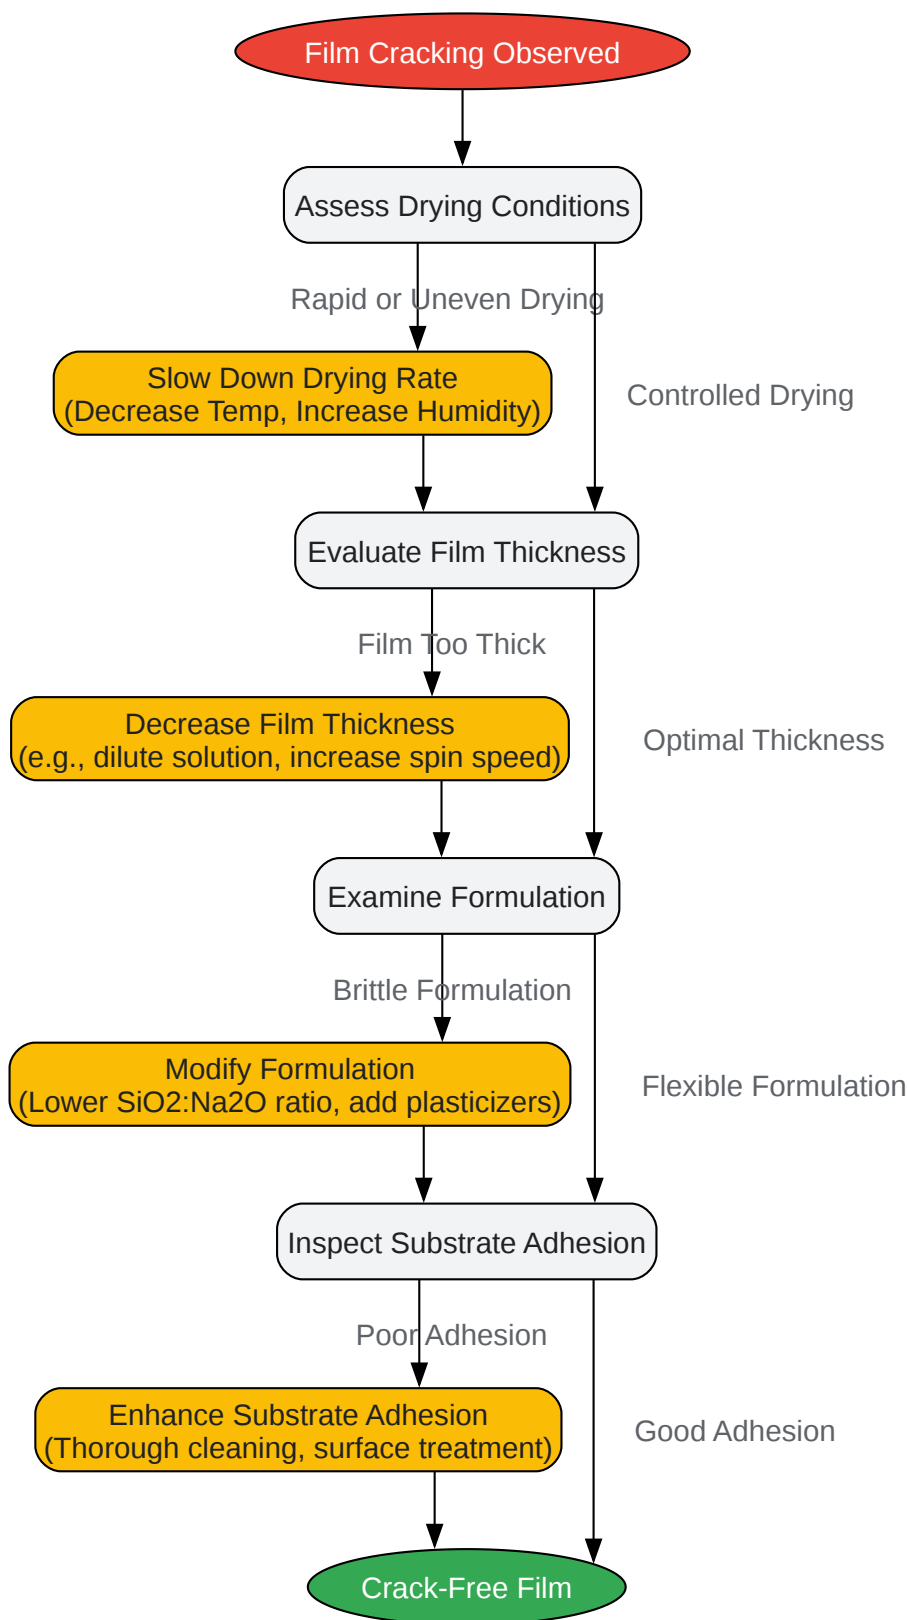 Film Cracking Observed
Assess Drying Conditions
Rapid or Uneven Drying
Slow Down Drying Rate
(Decrease Temp, Increase Humidity)
Controlled Drying
Evaluate Film Thickness
Film Too Thick
Decrease Film Thickness
(e.g., dilute solution, increase spin speed)
Optimal Thickness
Examine Formulation
Brittle Formulation
Modify Formulation
(Lower SiO2:Na2O ratio, add plasticizers)
Flexible Formulation
Inspect Substrate Adhesion
Poor Adhesion
Enhance Substrate Adhesion
(Thorough cleaning, surface treatment)
Good Adhesion
Crack-Free Film